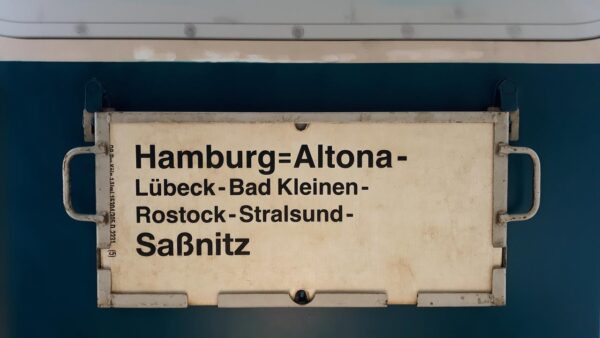 Hamburg=Altona-
Lübeck-Bad Kleinen-
Rostock-Stralsund-
Saßnitz